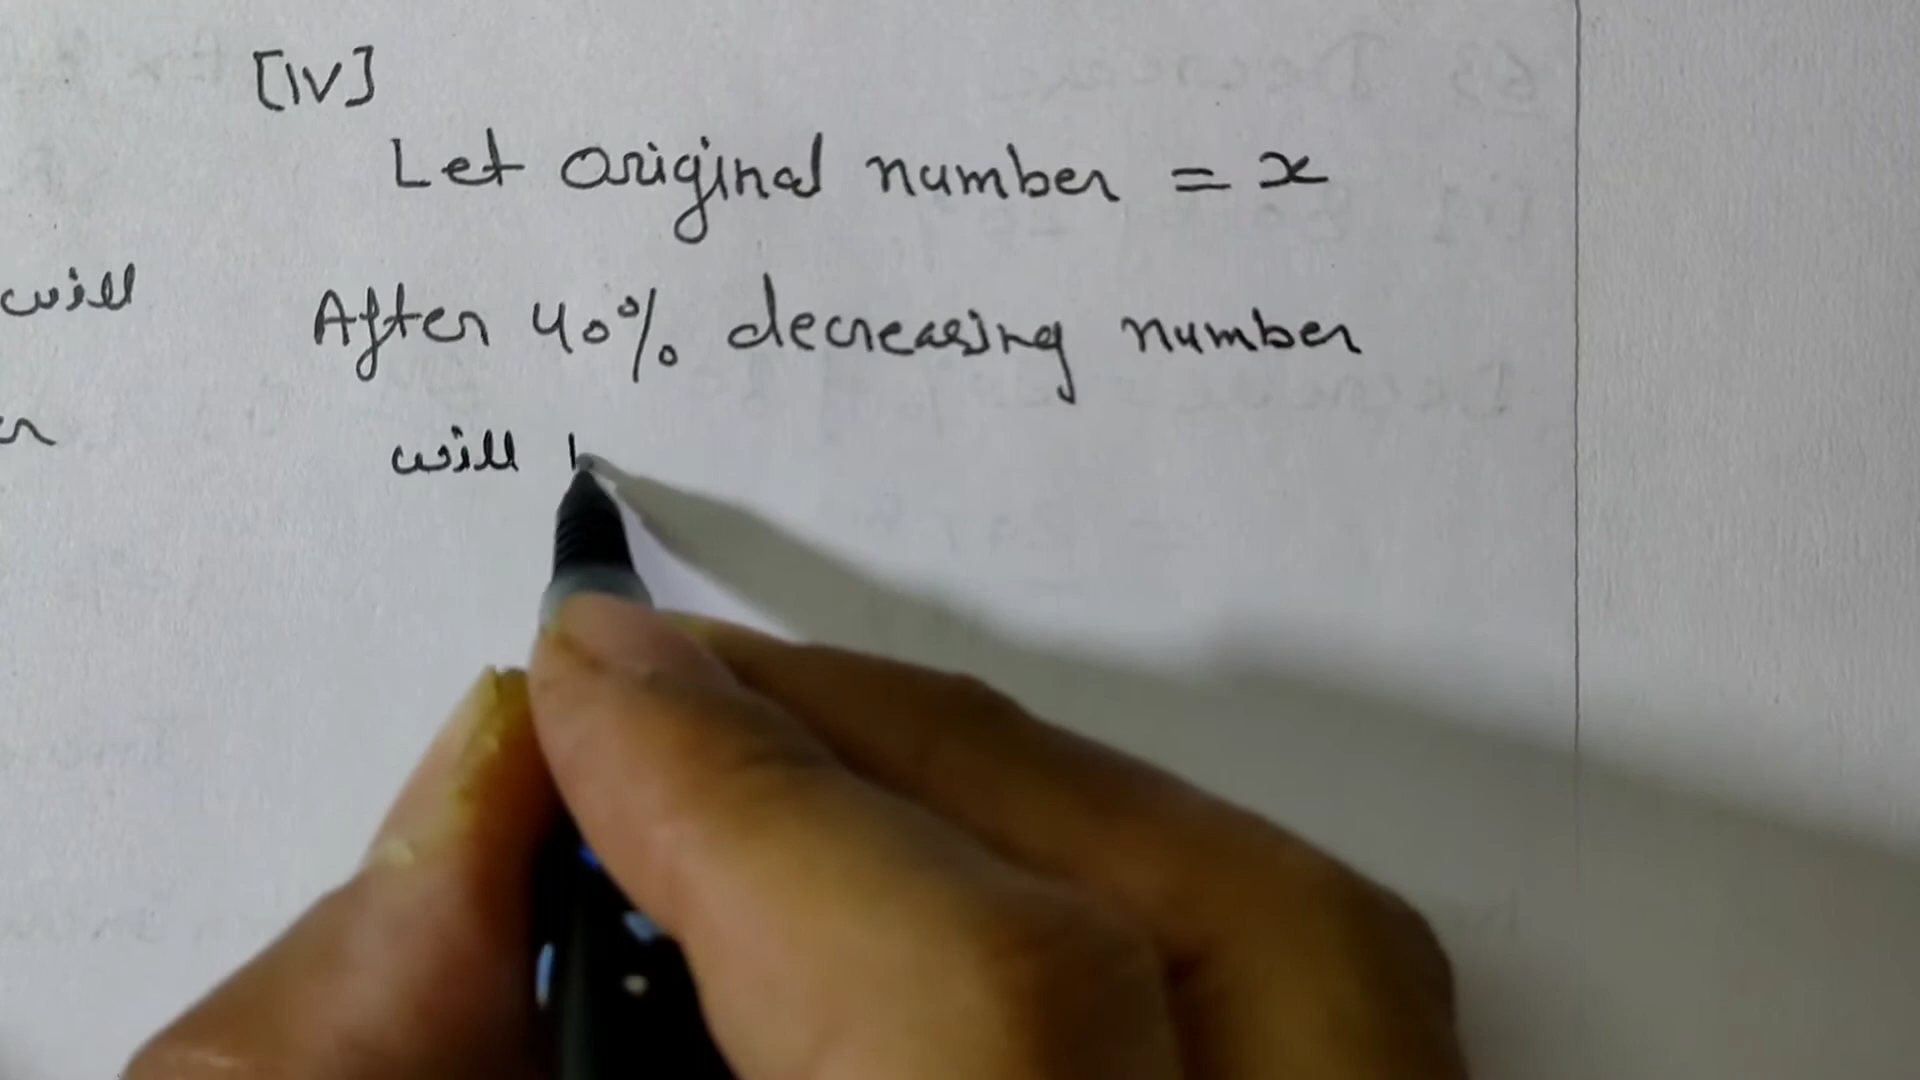 [iv]
Let original number = x
will
After 40% decreasing number
will